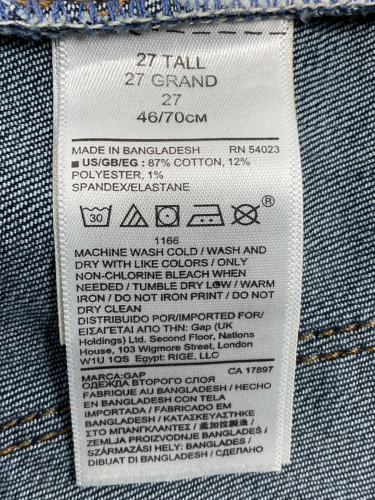 27 TALL
27 GRAND
27
46/70CM
MADE IN BANGLADESH RN 54023
US/GB/EG : 87% COTTON, 12%
POLYESTER, 1%
SPANDEX/ELASTANE
30
®
1166
MACHINE WASH COLD / WASH AND
DRY WITH LIKE COLORS / ONLY
NON-CHLORINE BLEACH WHEN
NEEDED / TUMBLE DRY LOW / WARM
IRON / DO NOT IRON PRINT / DO NOT
DRY CLEAN
DISTRIBUIDO POR/IMPORTED FOR/
ΕΙΣΑΓΕΤΑΙ ΑΠΟ ΤΗΝ: Gap (UK
Holdings) Ltd. Second Floor, Nations
House, 103 Wigmore Street, London
W1U 1QS Egypt: RIGE, LLC
MARCA:GAP CA 17897
ОДЕЖДА ВТОРОГО СЛОЯ
FABRIQUÉ AU BANGLADESH / HECHO
EN BANGLADESH CON TELA
IMPORTADA / FABRICADO EM
BANGLADESH / ΚΑΤΑΣΚΕΥΑΣΤΗΚΕ
ΣΤΟ ΜΠΑΝΓΚΛΑΝΤΕΣ / 孟加拉製造 /
ZEMLJA PROIZVODNJE BANGLADEŠ /
SZÁRMAZÁSI HELY: BANGLADES /
DIBUAT DI BANGLADESH / СДЕЛАНО